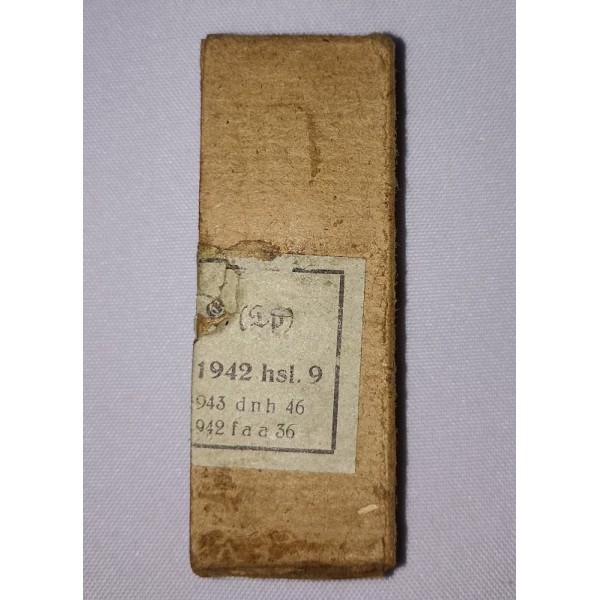 (Lp)
1942 hsl. 9
943 dnh 46
942 faa 36